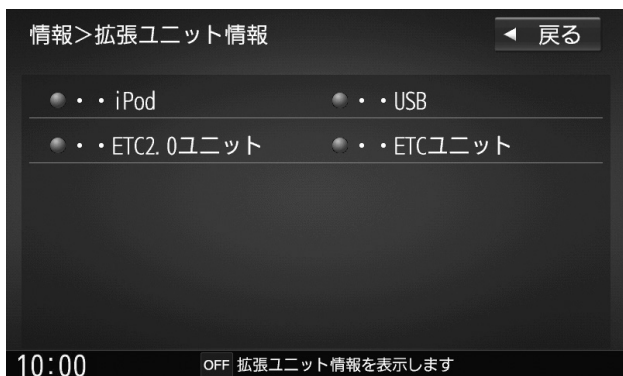 情報＞拡張ユニット情報
◀ 戻る
・・iPod
・・USB
・・ETC2.0ユニット
・・ETCユニット
10:00
OFF 拡張ユニット情報を表示します